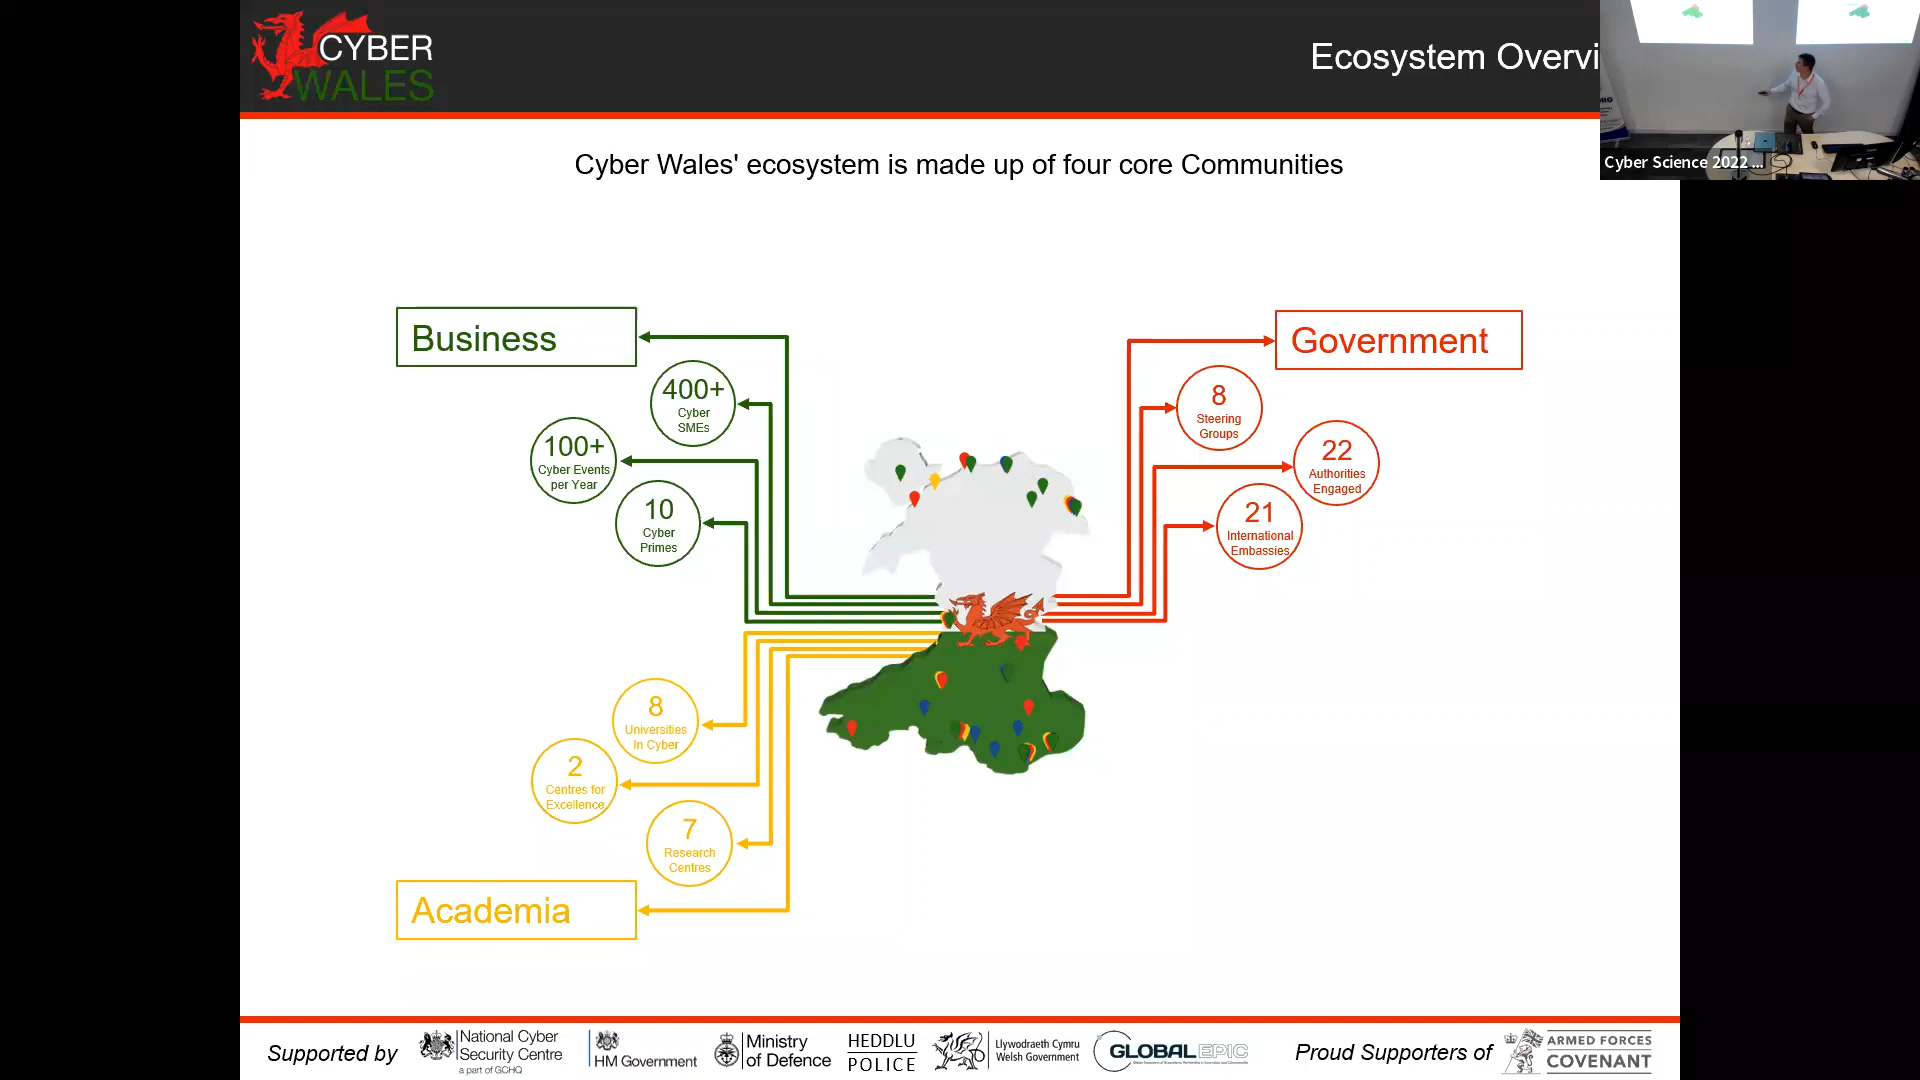 CYBER
WALES
Ecosystem Overvi
Cyber Science 2022 ...
Cyber Wales' ecosystem is made up of four core Communities
Business
400+
Cyber
SMEs
100+
Cyber Events
per Year
10
Cyber
Primes
Government
8
Steering
Groups
22
Authorities
Engaged
21
International
Embassies
8
Universities
In Cyber
2
Centres for
Excellence
7
Research
Centres
Academia
Supported by
National Cyber
Security Centre
a part of GCHQ
HM Government
Ministry
of Defence
HEDDLU
POLICE
Llywodraeth Cymru
Welsh Government
GLOBAL EPIC
Proud Supporters of
ARMED FORCES
COVENANT